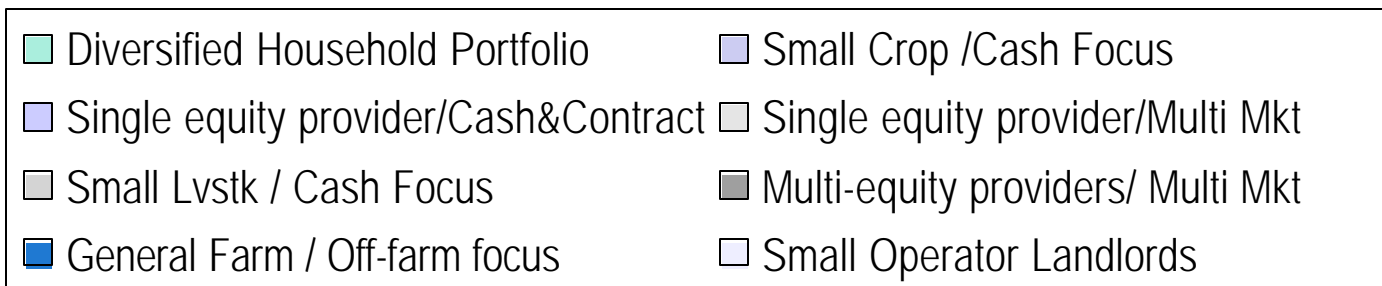 Diversified Household Portfolio
Small Crop /Cash Focus
Single equity provider/Cash&Contract
Single equity provider/Multi Mkt
Small Lvstk / Cash Focus
Multi-equity providers/ Multi Mkt
General Farm / Off-farm focus
Small Operator Landlords